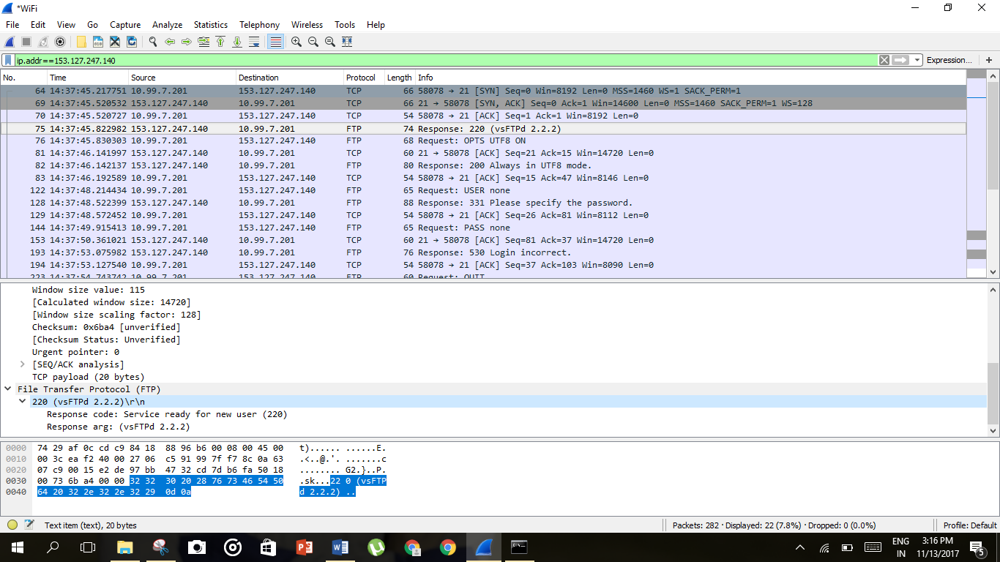 *WiFi
File Edit View Go Capture Analyze Statistics Telephony Wireless Tools Help
ip.addr==153.127.247.140 Expression... +
No. Time Source Destination Protocol Length Info
64 14:37:45.217751 10.99.7.201 153.127.247.140 TCP 66 58078 → 21 [SYN] Seq=0 Win=8192 Len=0 MSS=1460 WS=1 SACK_PERM=1
69 14:37:45.520532 153.127.247.140 10.99.7.201 TCP 66 21 → 58078 [SYN, ACK] Seq=0 Ack=1 Win=14600 Len=0 MSS=1460 SACK_PERM=1 WS=128
70 14:37:45.520727 10.99.7.201 153.127.247.140 TCP 54 58078 → 21 [ACK] Seq=1 Ack=1 Win=8192 Len=0
75 14:37:45.822982 153.127.247.140 10.99.7.201 FTP 74 Response: 220 (vsFTPd 2.2.2)
76 14:37:45.830303 10.99.7.201 153.127.247.140 FTP 68 Request: OPTS UTF8 ON
81 14:37:46.141997 153.127.247.140 10.99.7.201 TCP 60 21 → 58078 [ACK] Seq=21 Ack=15 Win=14720 Len=0
82 14:37:46.142137 153.127.247.140 10.99.7.201 FTP 80 Response: 200 Always in UTF8 mode.
83 14:37:46.192589 10.99.7.201 153.127.247.140 TCP 54 58078 → 21 [ACK] Seq=15 Ack=47 Win=8146 Len=0
122 14:37:48.214434 10.99.7.201 153.127.247.140 FTP 65 Request: USER none
128 14:37:48.522399 153.127.247.140 10.99.7.201 FTP 88 Response: 331 Please specify the password.
129 14:37:48.572452 10.99.7.201 153.127.247.140 TCP 54 58078 → 21 [ACK] Seq=26 Ack=81 Win=8112 Len=0
144 14:37:49.915413 10.99.7.201 153.127.247.140 FTP 65 Request: PASS none
153 14:37:50.361021 153.127.247.140 10.99.7.201 TCP 60 21 → 58078 [ACK] Seq=81 Ack=37 Win=14720 Len=0
193 14:37:53.075982 153.127.247.140 10.99.7.201 FTP 76 Response: 530 Login incorrect.
194 14:37:53.127540 10.99.7.201 153.127.247.140 TCP 54 58078 → 21 [ACK] Seq=37 Ack=103 Win=8090 Len=0
223 14:37:54.743742 10.99.7.201 153.127.247.140 FTP 60 Request: QUIT
Window size value: 115
[Calculated window size: 14720]
[Window size scaling factor: 128]
Checksum: 0x6ba4 [unverified]
[Checksum Status: Unverified]
Urgent pointer: 0
[SEQ/ACK analysis]
TCP payload (20 bytes)
File Transfer Protocol (FTP)
220 (vsFTPd 2.2.2)\r\n
Response code: Service ready for new user (220)
Response arg: (vsFTPd 2.2.2)
0000 74 29 af 0c cd c9 84 18 88 96 b6 00 08 00 45 00 t)...... ......E.
0010 00 3c ea f2 40 00 27 06 c5 91 99 7f f7 8c 0a 63 .<..@.'. .......c
0020 07 c9 00 15 e2 de 97 bb 47 32 cd 7d b6 fa 50 18 ........ G2.}..P.
0030 00 73 6b a4 00 00 32 32 30 20 28 76 73 46 54 50 .sk...22 0 (vsFTP
0040 64 20 32 2e 32 2e 32 29 0d 0a d 2.2.2) ..
Text item (text), 20 bytes Packets: 282 · Displayed: 22 (7.8%) · Dropped: 0 (0.0%) Profile: Default
ENG 3:16 PM
IN 11/13/2017 5